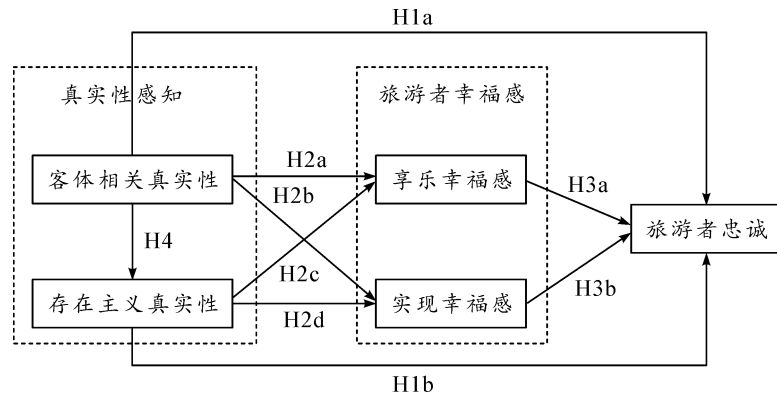 H1a
真实性感知
旅游者幸福感
客体相关真实性
H2a
享乐幸福感
H2b
H3a
旅游者忠诚
H4
H2c
H3b
存在主义真实性
H2d
实现幸福感
H1b